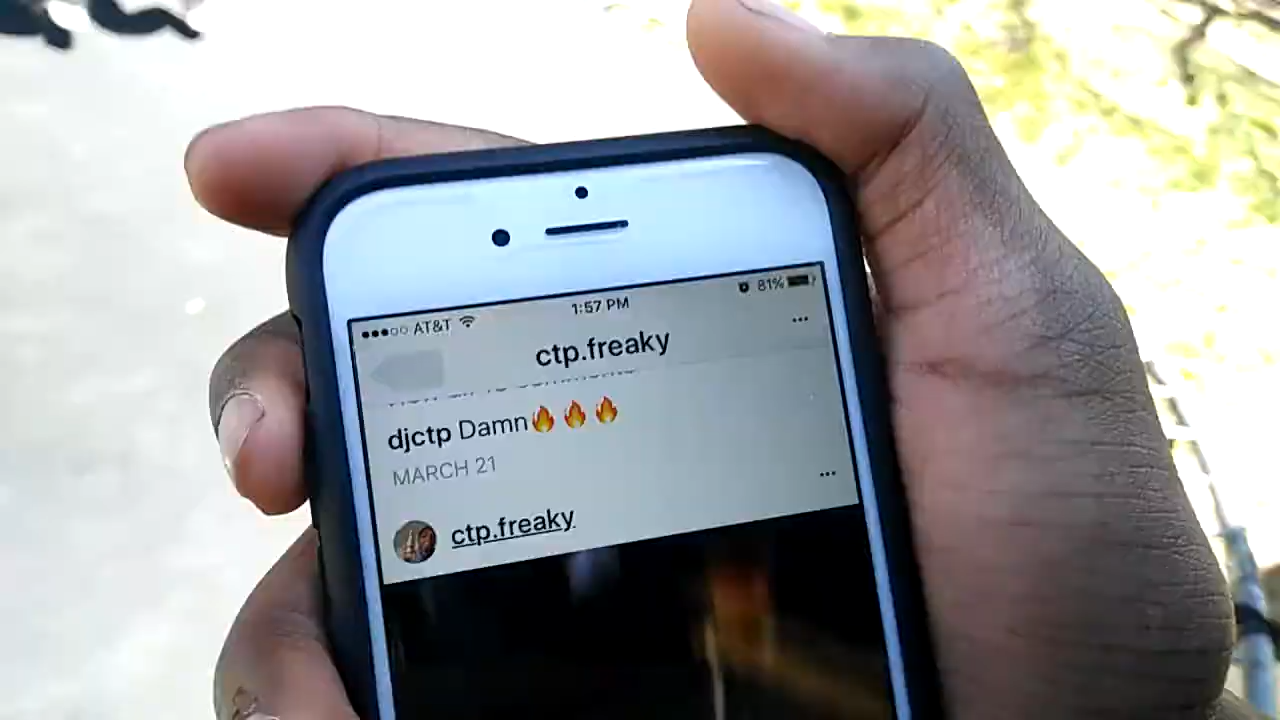 AT&T 1:57 PM 81%
ctp.freaky
djctp Damn🔥🔥🔥
MARCH 21
ctp.freaky